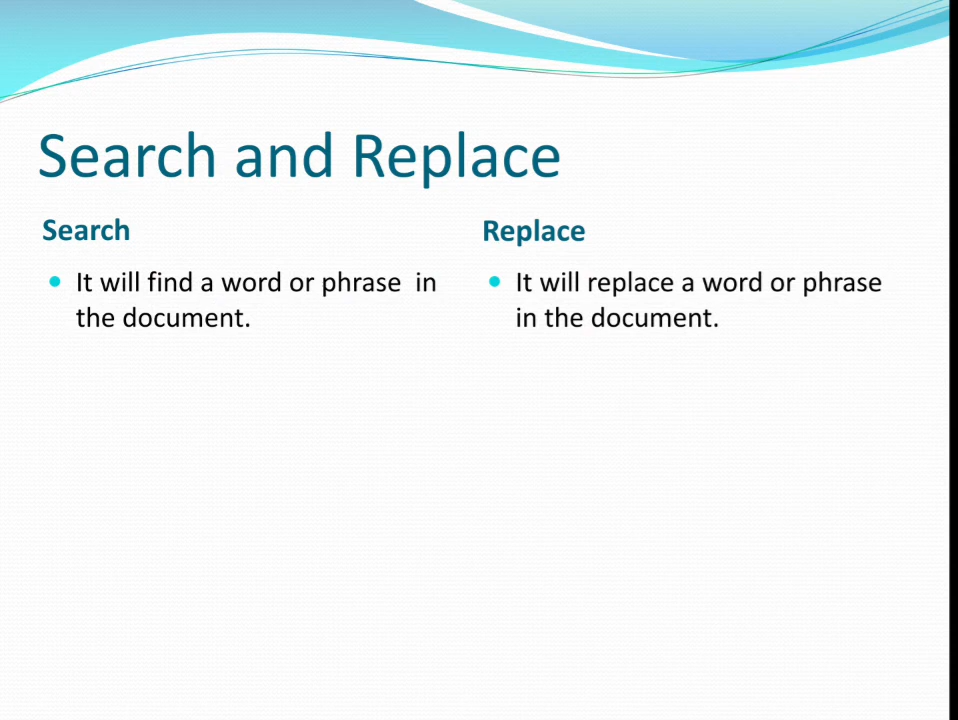 Search and Replace
Search
It will find a word or phrase in
the document.
Replace
It will replace a word or phrase
in the document.